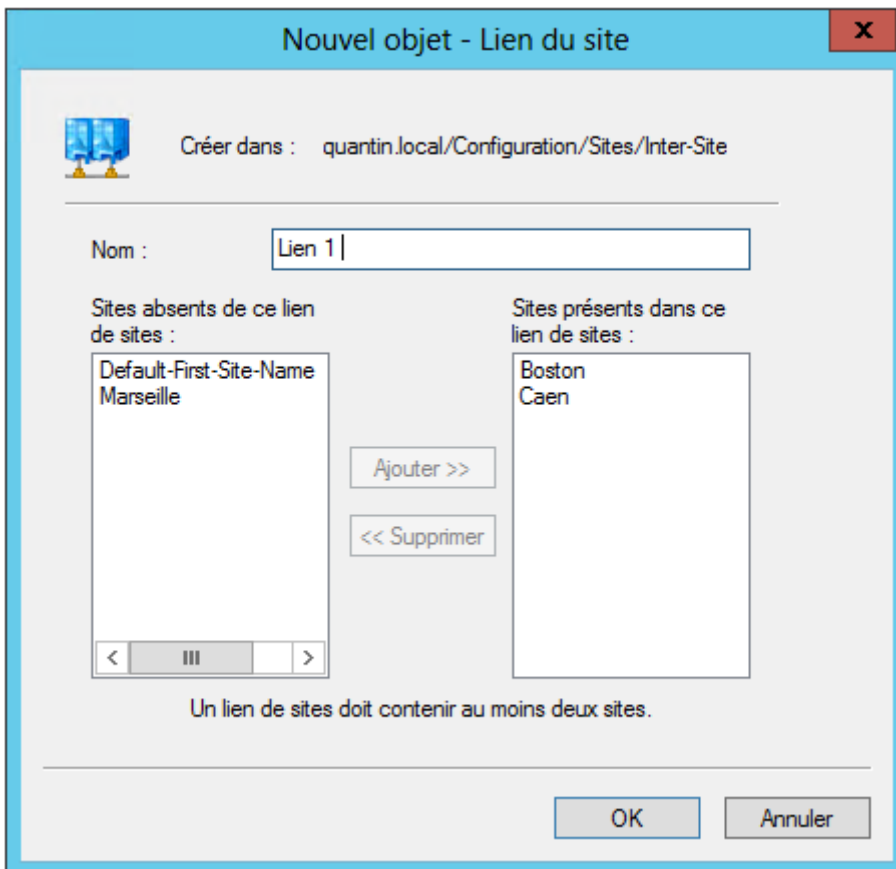 Nouvel objet - Lien du site
x
Créer dans : quantin.local/Configuration/Sites/Inter-Site
Nom : Lien 1
Sites absents de ce lien
de sites :
Default-First-Site-Name
Marseille
Ajouter >>
<< Supprimer
Sites présents dans ce
lien de sites :
Boston
Caen
Un lien de sites doit contenir au moins deux sites.
OK
Annuler